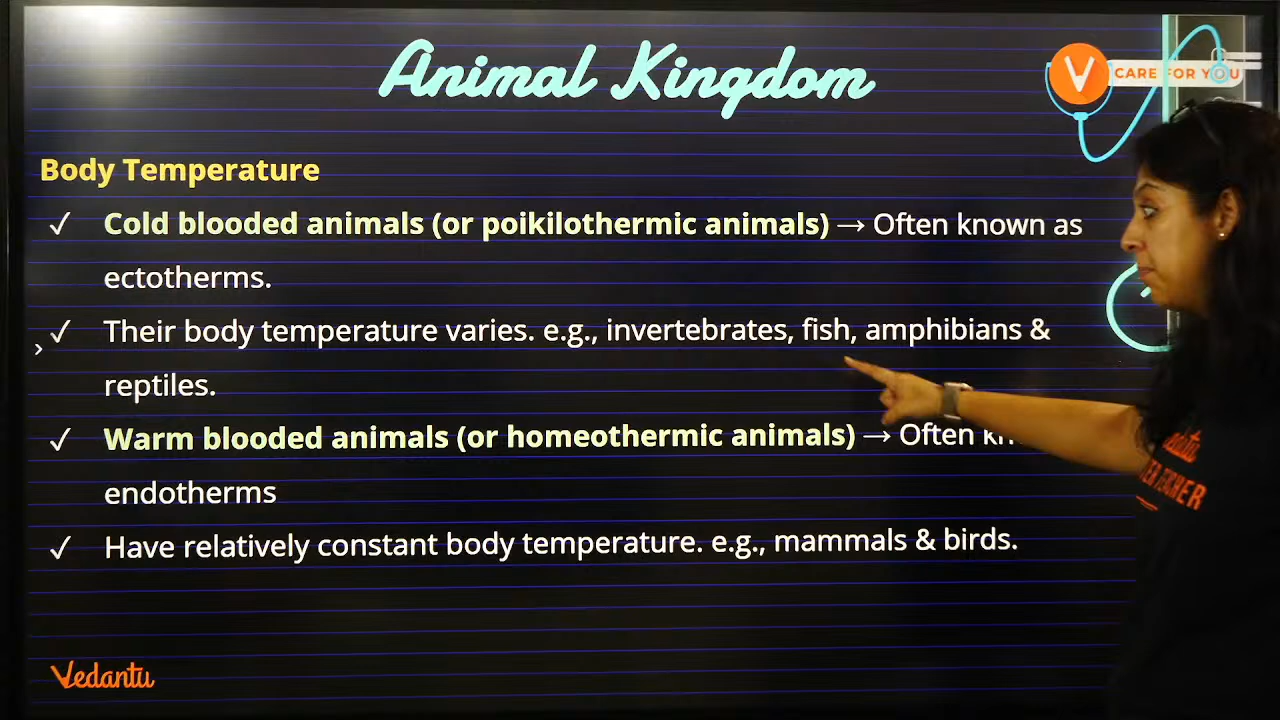 Animal Kingdom
V CARE FOR YOU
Body Temperature
✓ Cold blooded animals (or poikilothermic animals) → Often known as
ectotherms.
✓ Their body temperature varies. e.g., invertebrates, fish, amphibians &
reptiles.
✓ Warm blooded animals (or homeothermic animals) → Often
endotherms
✓ Have relatively constant body temperature. e.g., mammals & birds.
Vedantu
TEACHER